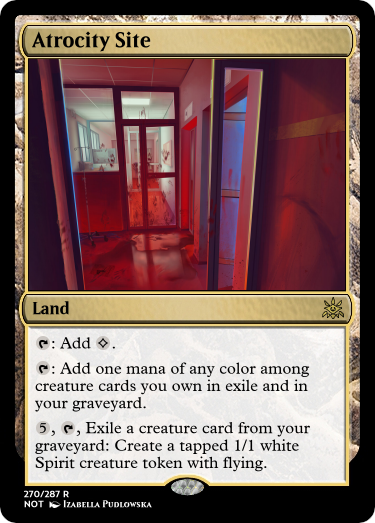 Atrocity Site
Land
: Add .
: Add one mana of any color among
creature cards you own in exile and in
your graveyard.
5, , Exile a creature card from your
graveyard: Create a tapped 1/1 white
Spirit creature token with flying.
270/287 R
NOT Izabella Pudlowska